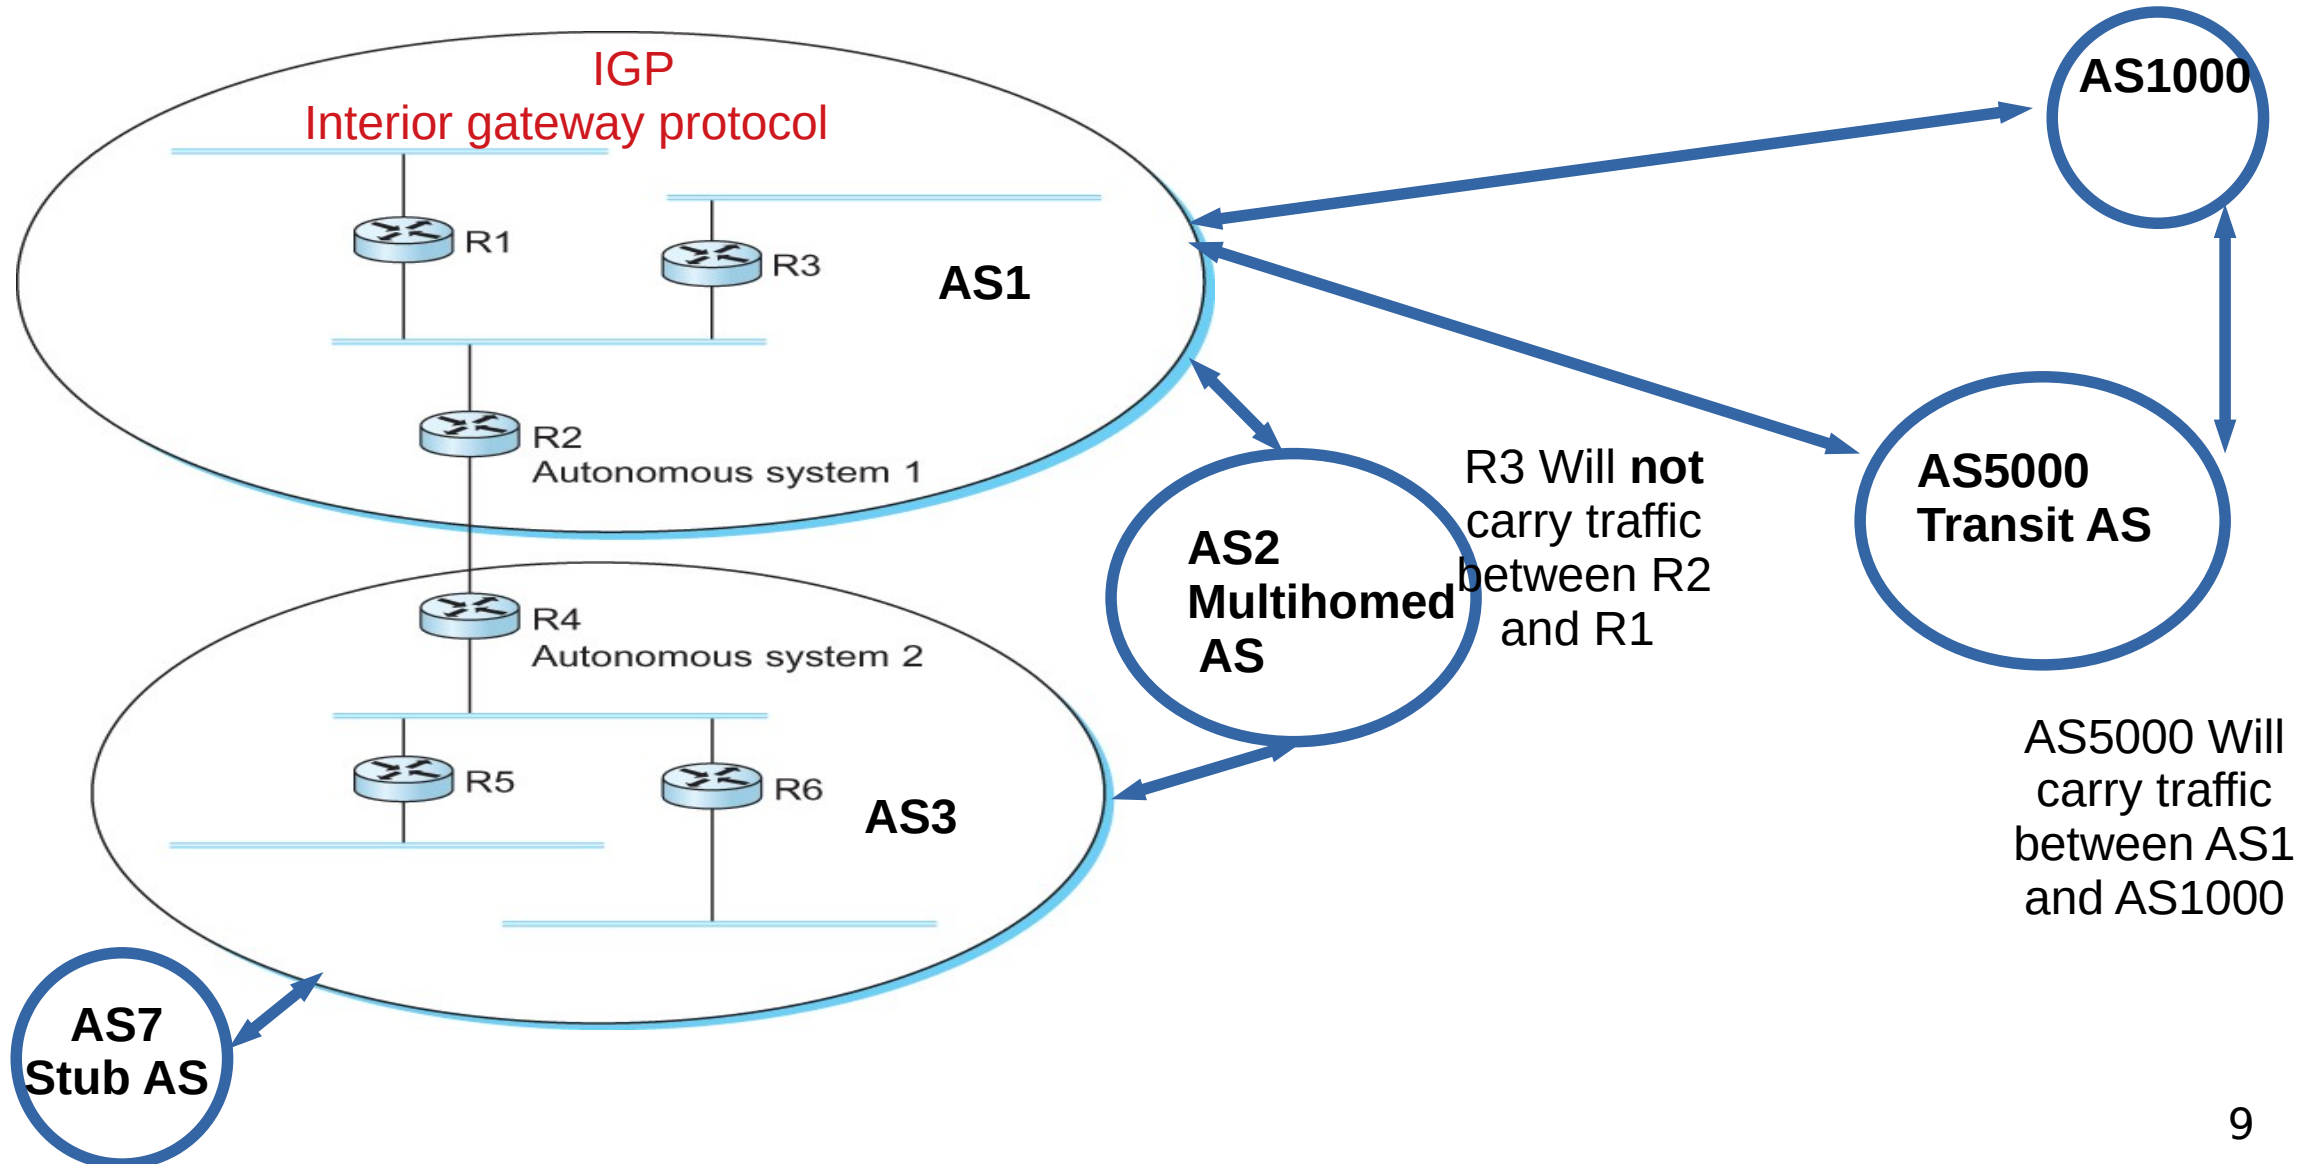 IGP
Interior gateway protocol
R1
R3
AS1
R2
Autonomous system 1
AS1000
AS5000
Transit AS
R3 Will not
carry traffic
between R2
and R1
AS2
Multihomed
AS
R4
Autonomous system 2
R5
R6
AS3
AS5000 Will
carry traffic
between AS1
and AS1000
AS7
Stub AS
9